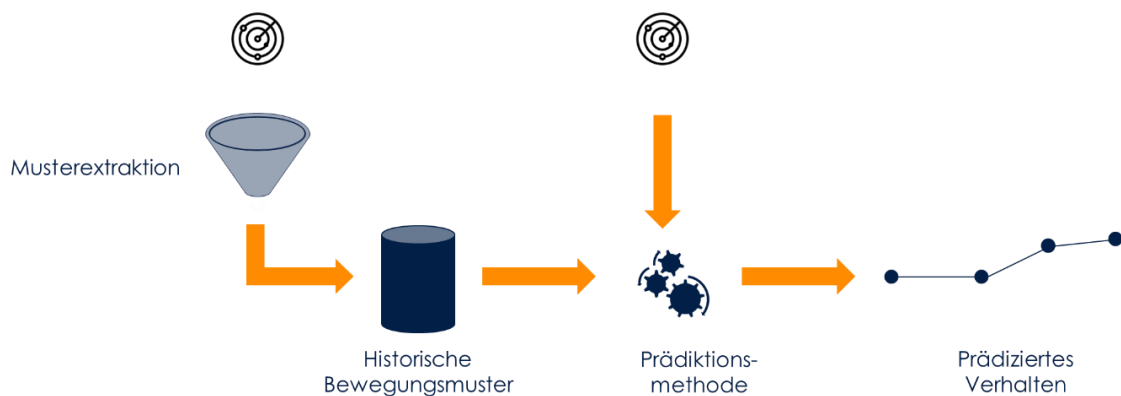 Musterextraktion
Historische
Bewegungsmuster
Prädiktions-
methode
Prädiziertes
Verhalten